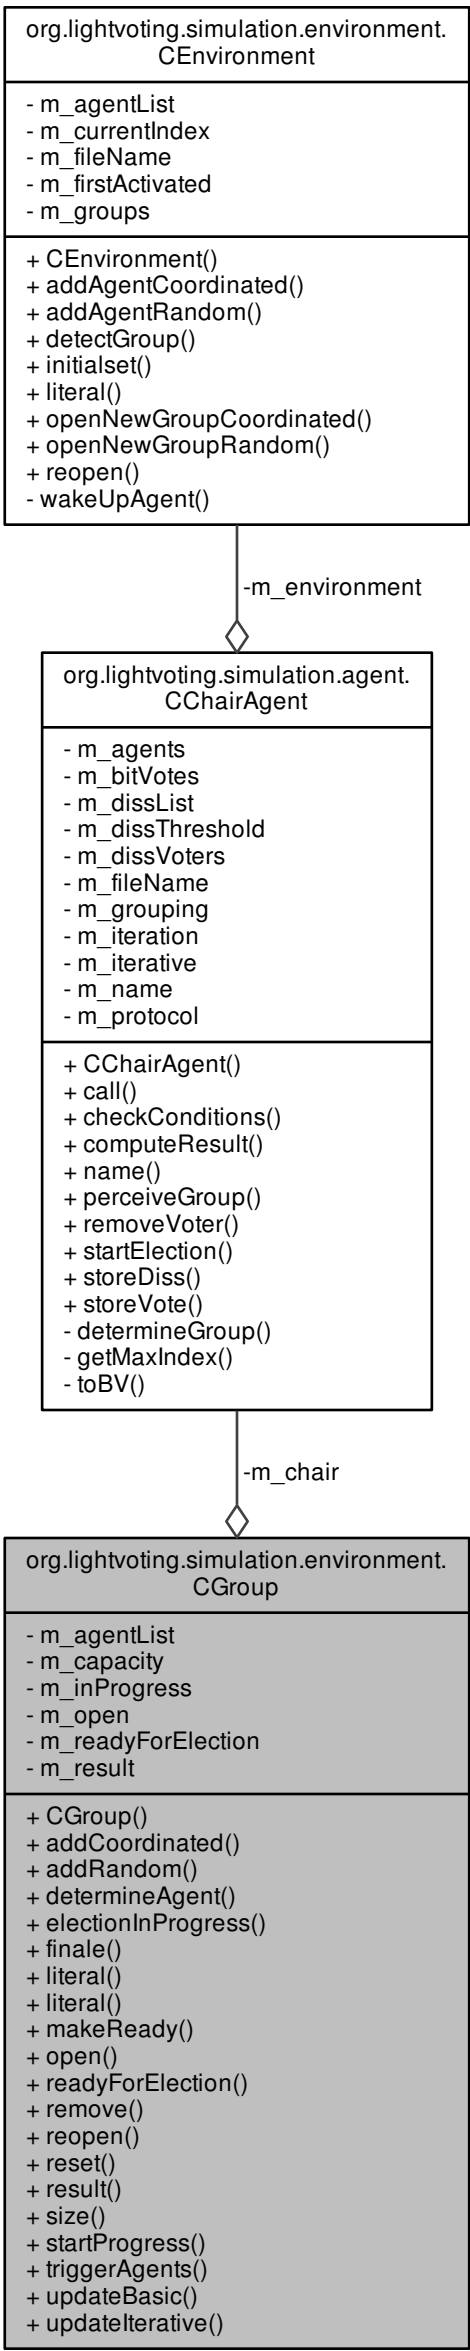 org.lightvoting.simulation.environment.
CEnvironment
- m_agentList
- m_currentIndex
- m_fileName
- m_firstActivated
- m_groups
+ CEnvironment()
+ addAgentCoordinated()
+ addAgentRandom()
+ detectGroup()
+ initialset()
+ literal()
+ openNewGroupCoordinated()
+ openNewGroupRandom()
+ reopen()
- wakeUpAgent()
-m_environment
org.lightvoting.simulation.agent.
CChairAgent
- m_agents
- m_bitVotes
- m_dissList
- m_dissThreshold
- m_dissVoters
- m_fileName
- m_grouping
- m_iteration
- m_iterative
- m_name
- m_protocol
+ CChairAgent()
+ call()
+ checkConditions()
+ computeResult()
+ name()
+ perceiveGroup()
+ removeVoter()
+ startElection()
+ storeDiss()
+ storeVote()
- determineGroup()
- getMaxIndex()
- toBV()
-m_chair
org.lightvoting.simulation.environment.
CGroup
- m_agentList
- m_capacity
- m_inProgress
- m_open
- m_readyForElection
- m_result
+ CGroup()
+ addCoordinated()
+ addRandom()
+ determineAgent()
+ electionInProgress()
+ finale()
+ literal()
+ literal()
+ makeReady()
+ open()
+ readyForElection()
+ remove()
+ reopen()
+ reset()
+ result()
+ size()
+ startProgress()
+ triggerAgents()
+ updateBasic()
+ updateIterative()